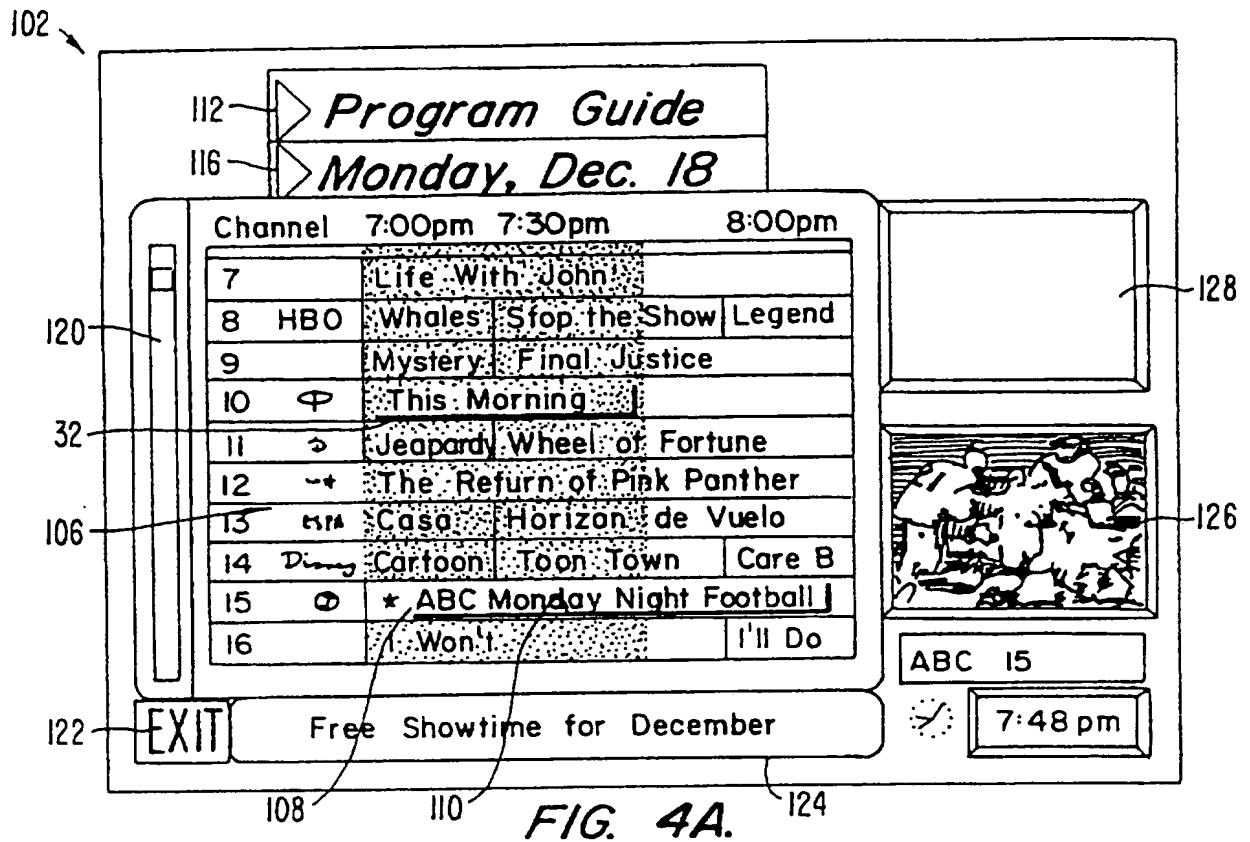 102
112
Program Guide
116
Monday, Dec. 18
Channel 7:00pm 7:30pm 8:00pm
7 Life With John
8 HBO Whales Stop the Show Legend
128
120
9 Mystery Final Justice
10 This Morning
32
11 Jeapardy Wheel of Fortune
12 The Return of Pink Panther
106
13 ESPN Casa Horizon de Vuelo
126
14 Disney Cartoon Toon Town Care B
15 * ABC Monday Night Football
16 I Won't I'll Do
ABC 15
122
EXIT Free Showtime for December
7:48 pm
108 110 124
FIG. 4A.